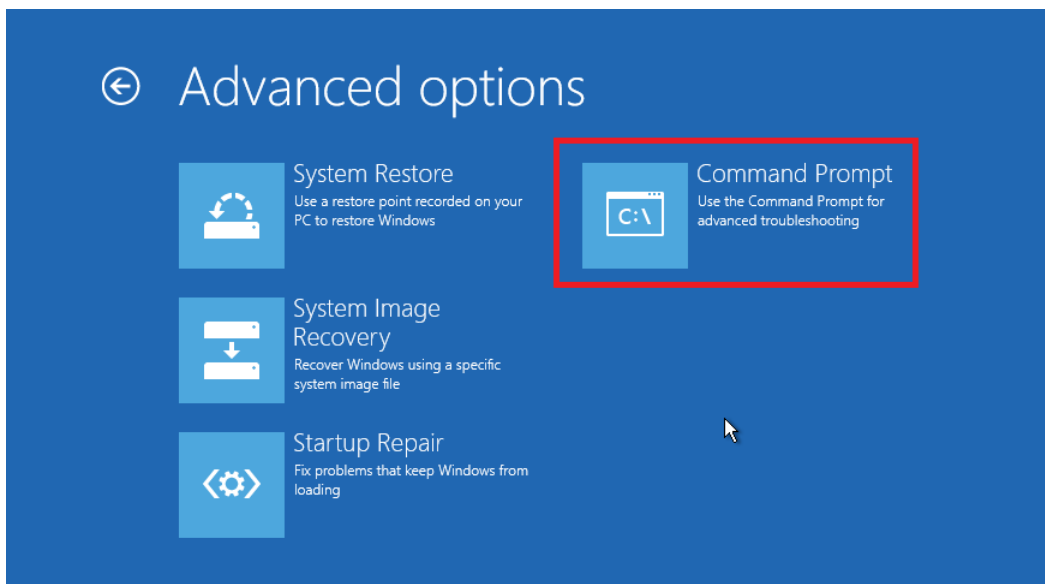 Advanced options
System Restore
Use a restore point recorded on your
PC to restore Windows
C:\
Command Prompt
Use the Command Prompt for
advanced troubleshooting
System Image
Recovery
Recover Windows using a specific
system image file
Startup Repair
Fix problems that keep Windows from
loading